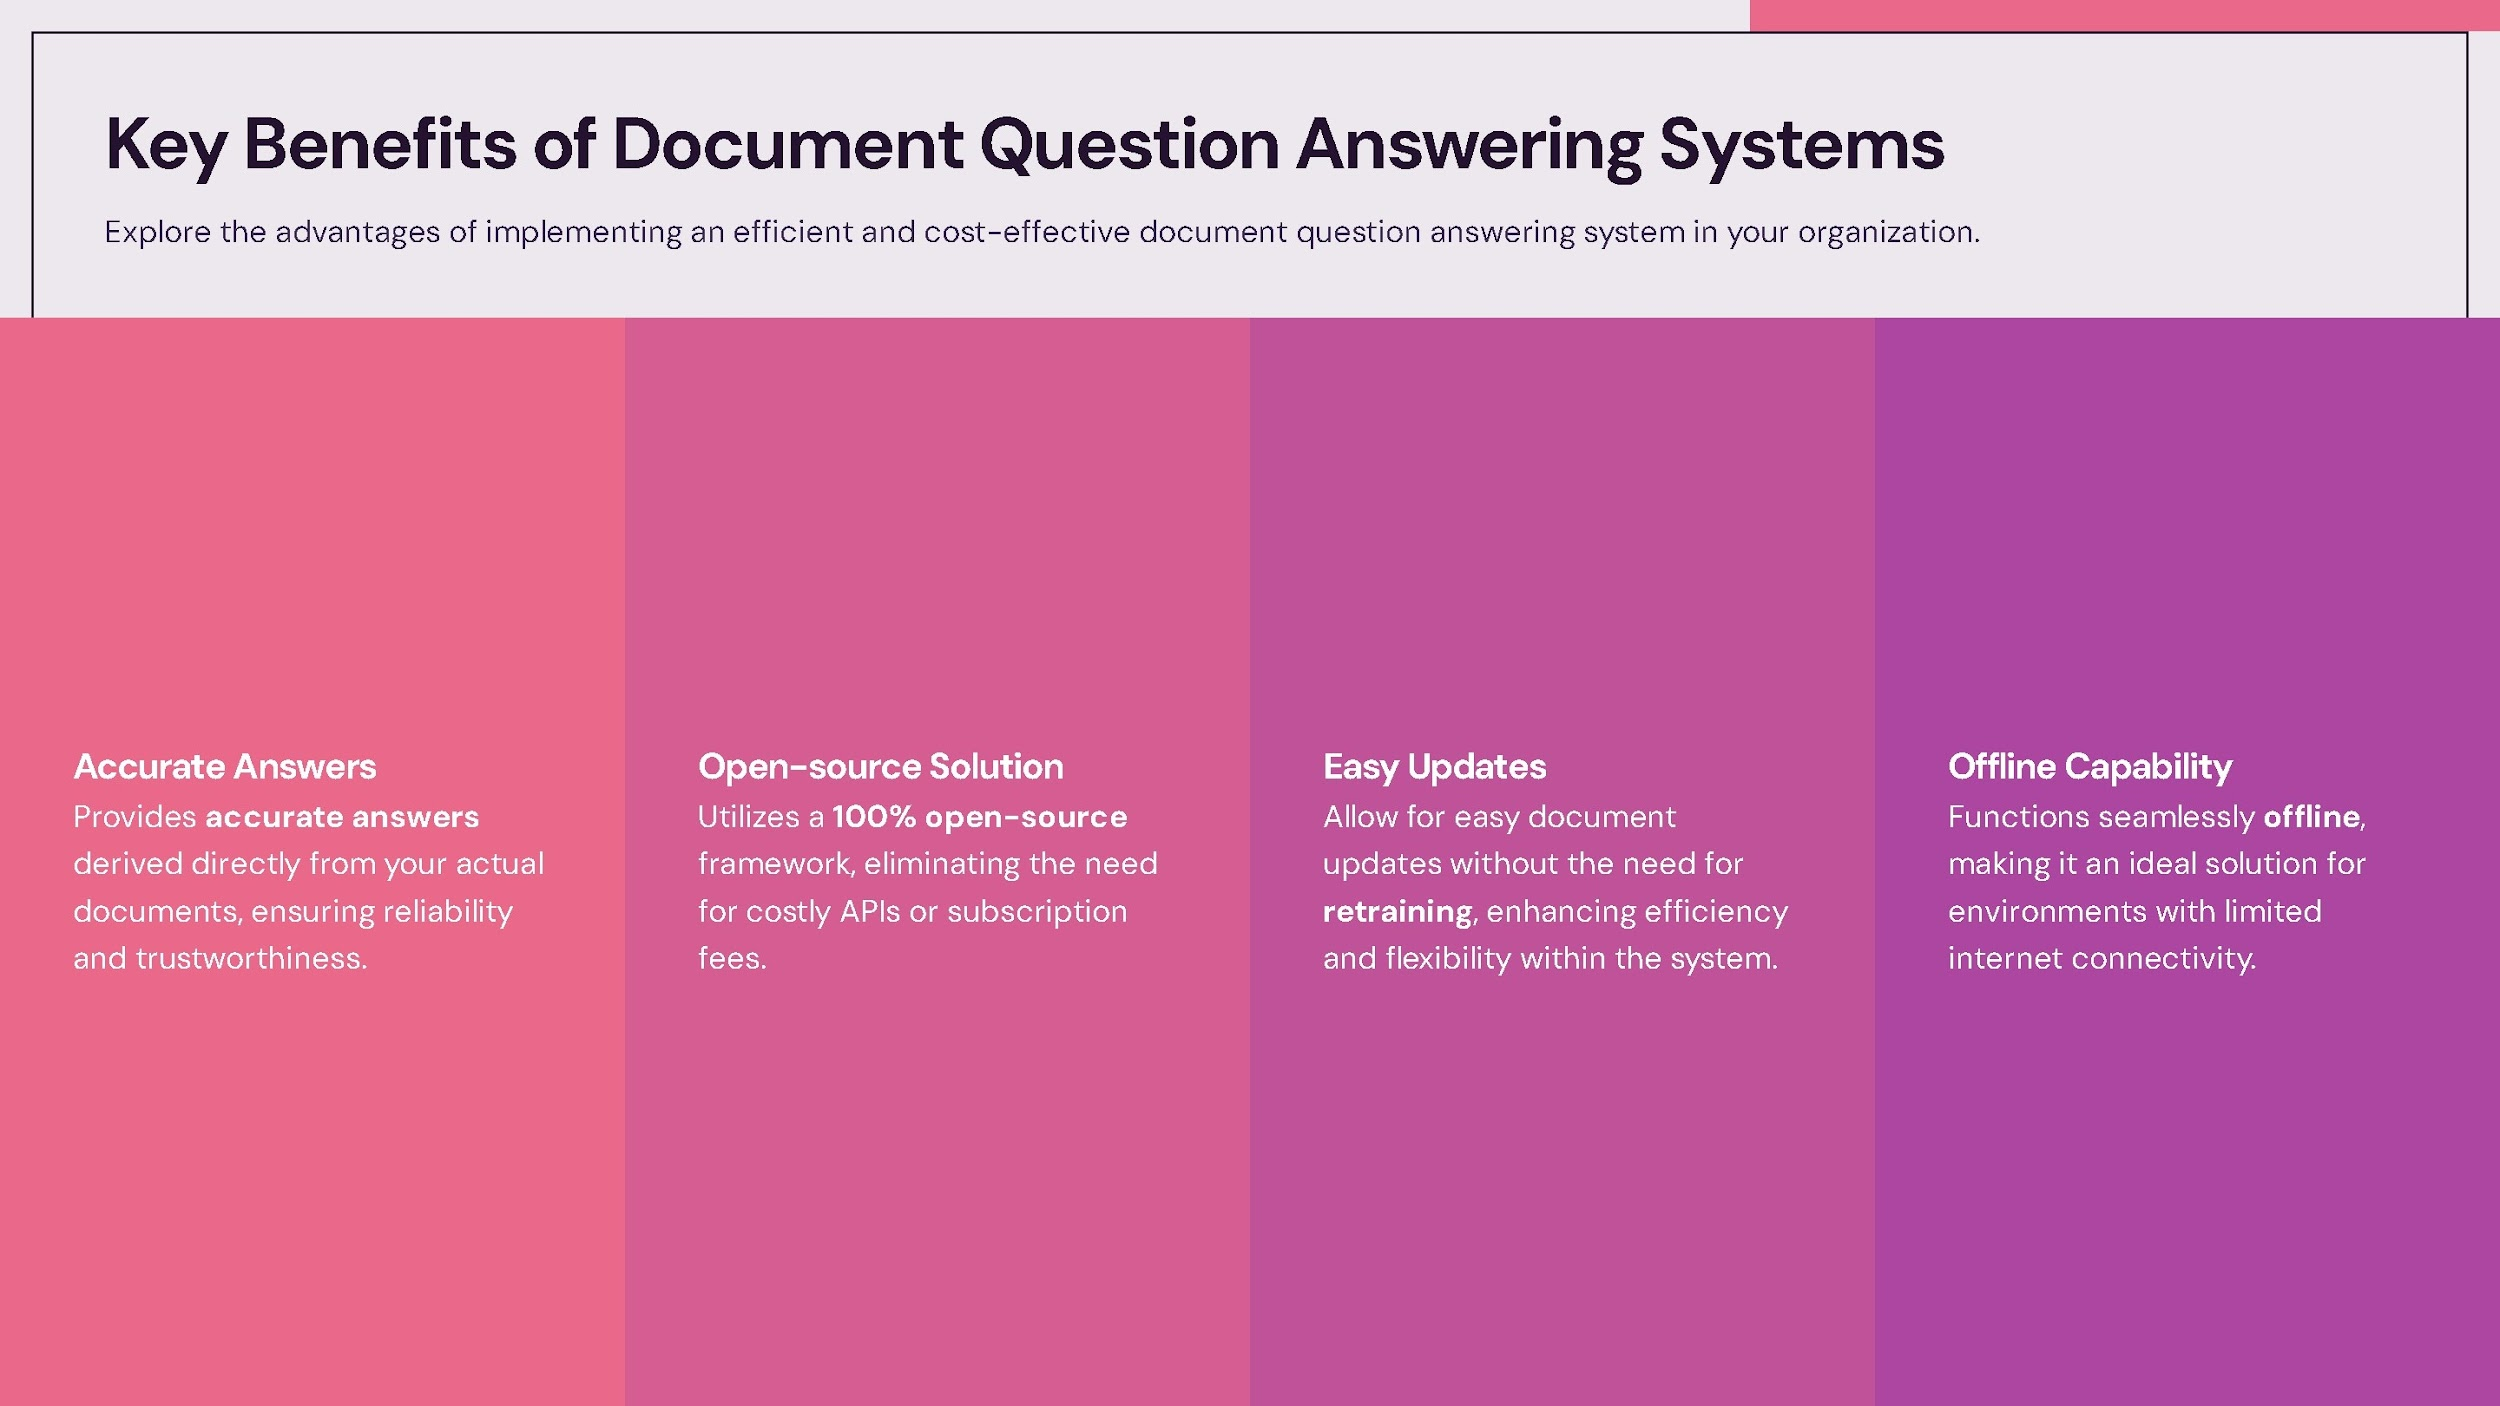 Key Benefits of Document Question Answering Systems
Explore the advantages of implementing an efficient and cost-effective document question answering system in your organization.
Accurate Answers
Provides accurate answers
derived directly from your actual
documents, ensuring reliability
and trustworthiness.
Open-source Solution
Utilizes a 100% open-source
framework, eliminating the need
for costly APIs or subscription
fees.
Easy Updates
Allow for easy document
updates without the need for
retraining, enhancing efficiency
and flexibility within the system.
Offline Capability
Functions seamlessly offline,
making it an ideal solution for
environments with limited
internet connectivity.